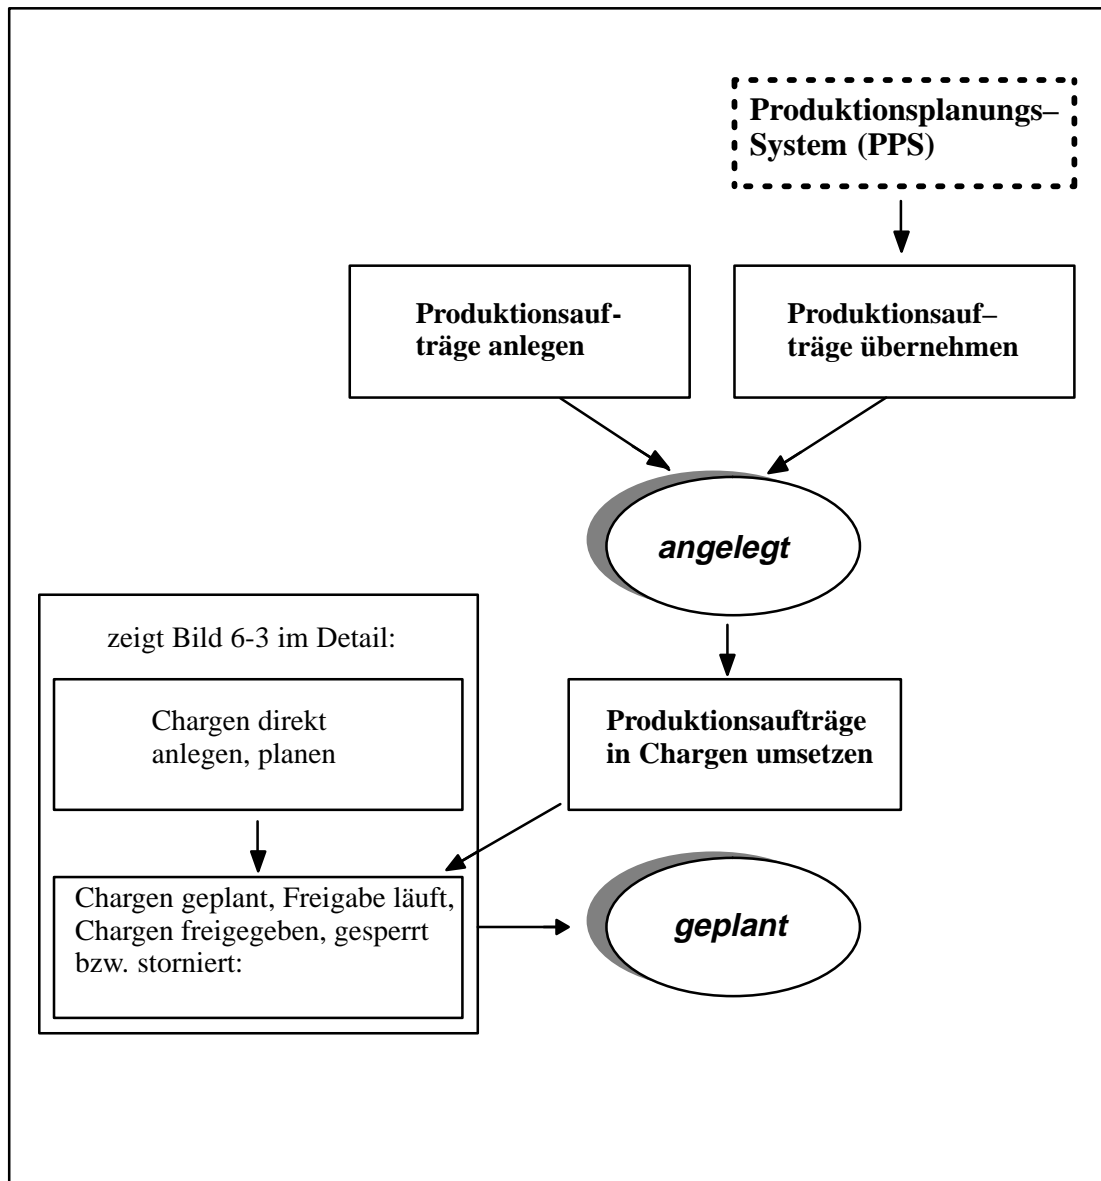 Produktionsplanungs–
System (PPS)
Produktionsauf-
träge anlegen
Produktionsauf–
träge übernehmen
angelegt
zeigt Bild 6-3 im Detail:
Chargen direkt
anlegen, planen
Produktionsaufträge
in Chargen umsetzen
Chargen geplant, Freigabe läuft,
Chargen freigegeben, gesperrt
bzw. storniert:
geplant